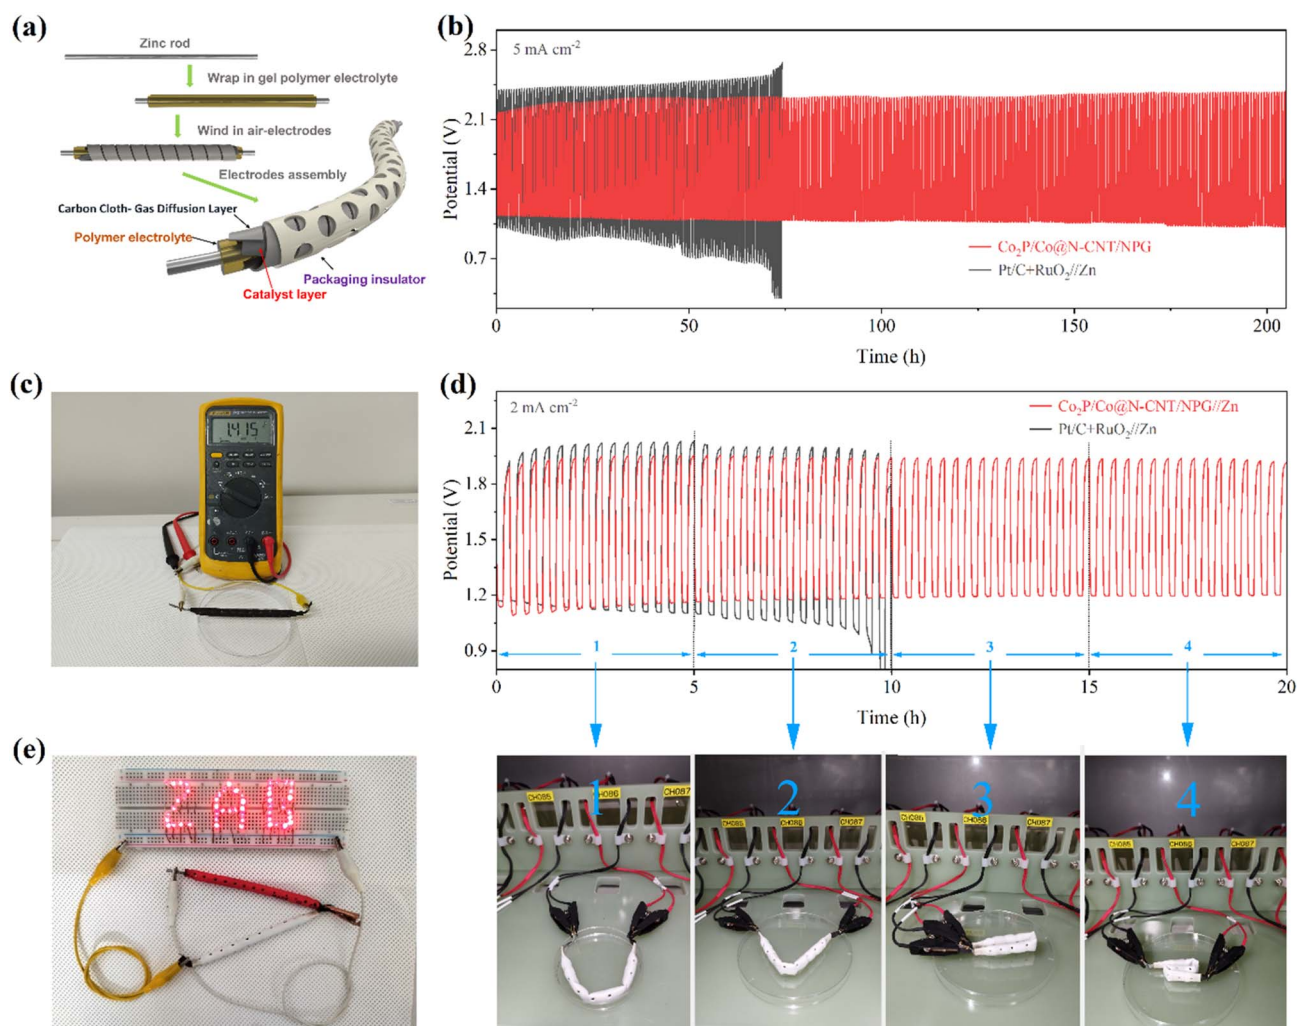 (a)
Zinc rod
Wrap in gel polymer electrolyte
Wind in air-electrodes
Electrodes assembly
Carbon Cloth- Gas Diffusion Layer
Polymer electrolyte
Packaging insulator
Catalyst layer
(b)
5 mA cm⁻²
Potential (V)
2.8
2.1
1.4
0.7
Co₂P/Co@N-CNT/NPG
Pt/C+RuO₂//Zn
0 50 100 150 200
Time (h)
(c)
1.415
(d)
2 mA cm⁻²
Co₂P/Co@N-CNT/NPG//Zn
Pt/C+RuO₂//Zn
Potential (V)
2.1
1.8
1.5
1.2
0.9
1 2 3 4
0 5 10 15 20
Time (h)
(e)
ZAB
1
CH085 CH086 CH087
2
CH085 CH086 CH087
3
CH085 CH086 CH087
4
CH085 CH086 CH087